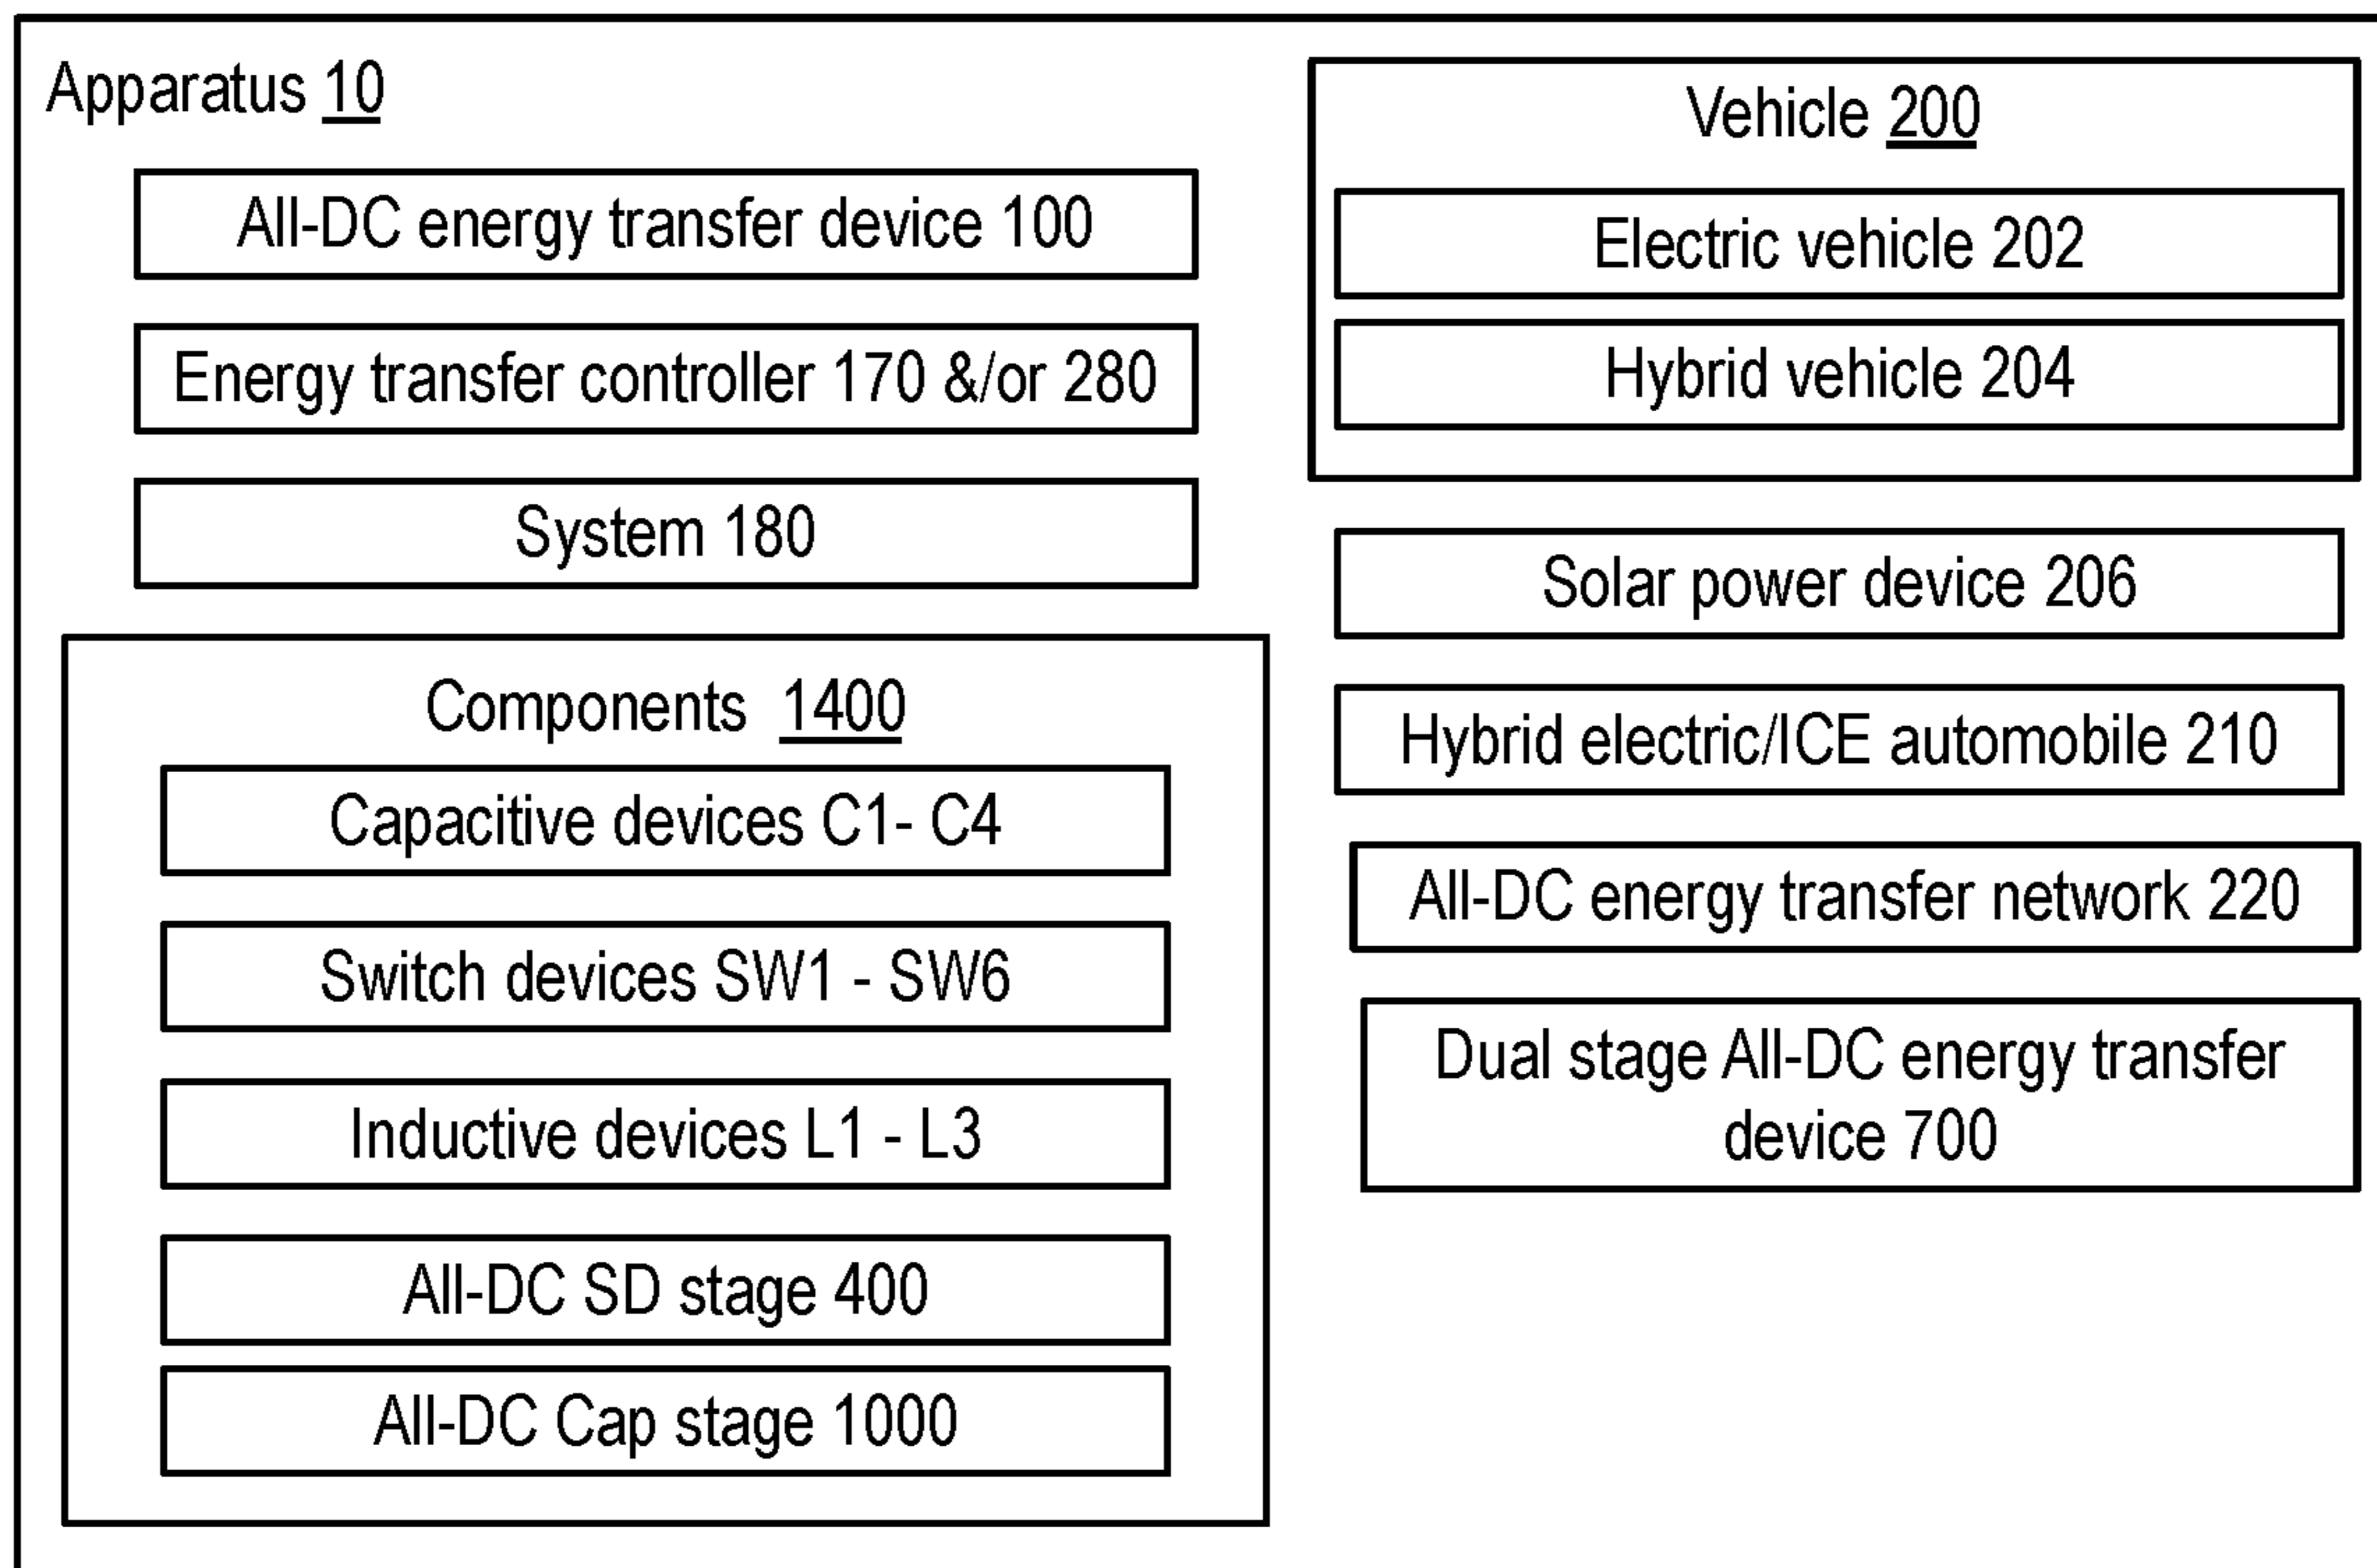 Apparatus 10
All-DC energy transfer device 100
Energy transfer controller 170 &/or 280
System 180
Components 1400
Capacitive devices C1- C4
Switch devices SW1 - SW6
Inductive devices L1 - L3
All-DC SD stage 400
All-DC Cap stage 1000
Vehicle 200
Electric vehicle 202
Hybrid vehicle 204
Solar power device 206
Hybrid electric/ICE automobile 210
All-DC energy transfer network 220
Dual stage All-DC energy transfer
device 700